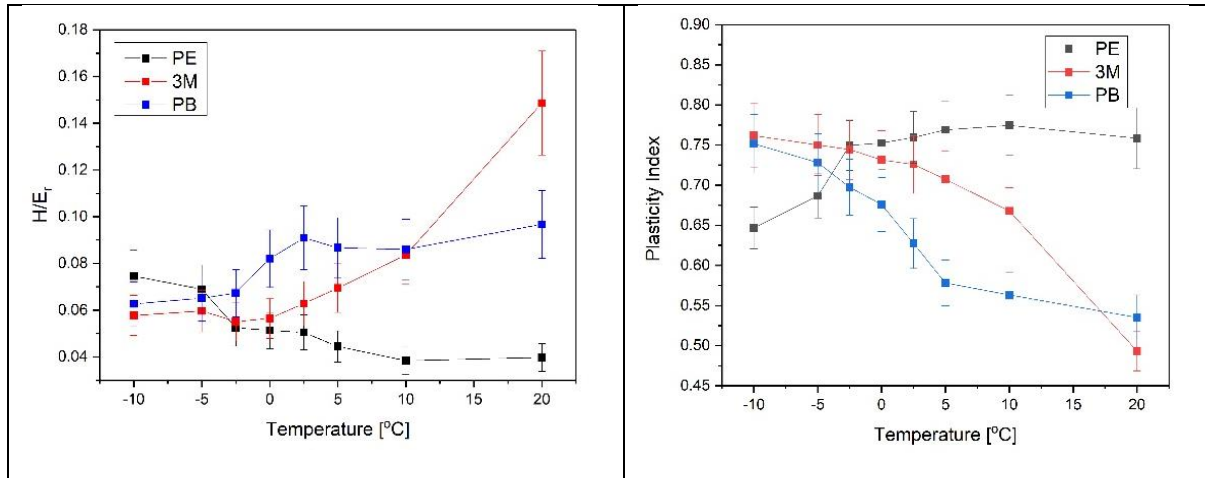 0.18
0.16
0.14
0.12
0.10
0.08
0.06
0.04
H/Er
PE
3M
PB
-10 -5 0 5 10 15 20
Temperature [°C]
0.90
0.85
0.80
0.75
0.70
0.65
0.60
0.55
0.50
0.45
Plasticity Index
PE
3M
PB
-10 -5 0 5 10 15 20
Temperature [°C]